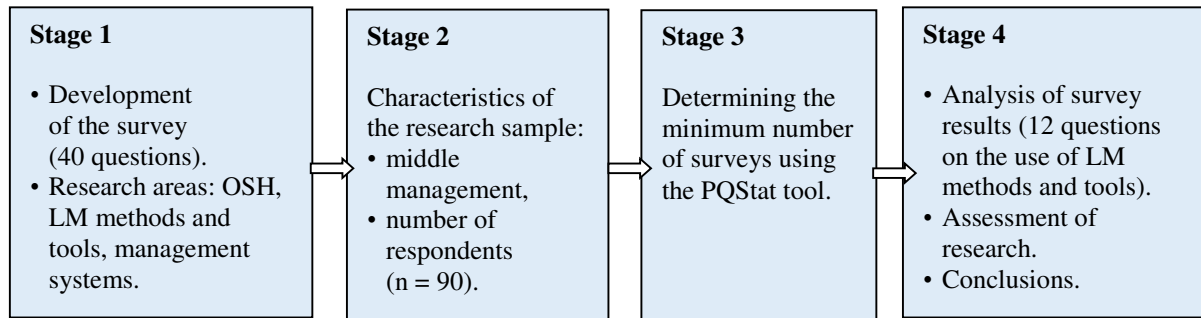 Stage 1
• Development
of the survey
(40 questions).
• Research areas: OSH,
LM methods and
tools, management
systems.
Stage 2
Characteristics of
the research sample:
• middle
management,
• number of
respondents
(n = 90).
Stage 3
Determining the
minimum number
of surveys using
the PQStat tool.
Stage 4
• Analysis of survey
results (12 questions
on the use of LM
methods and tools).
• Assessment of
research.
• Conclusions.